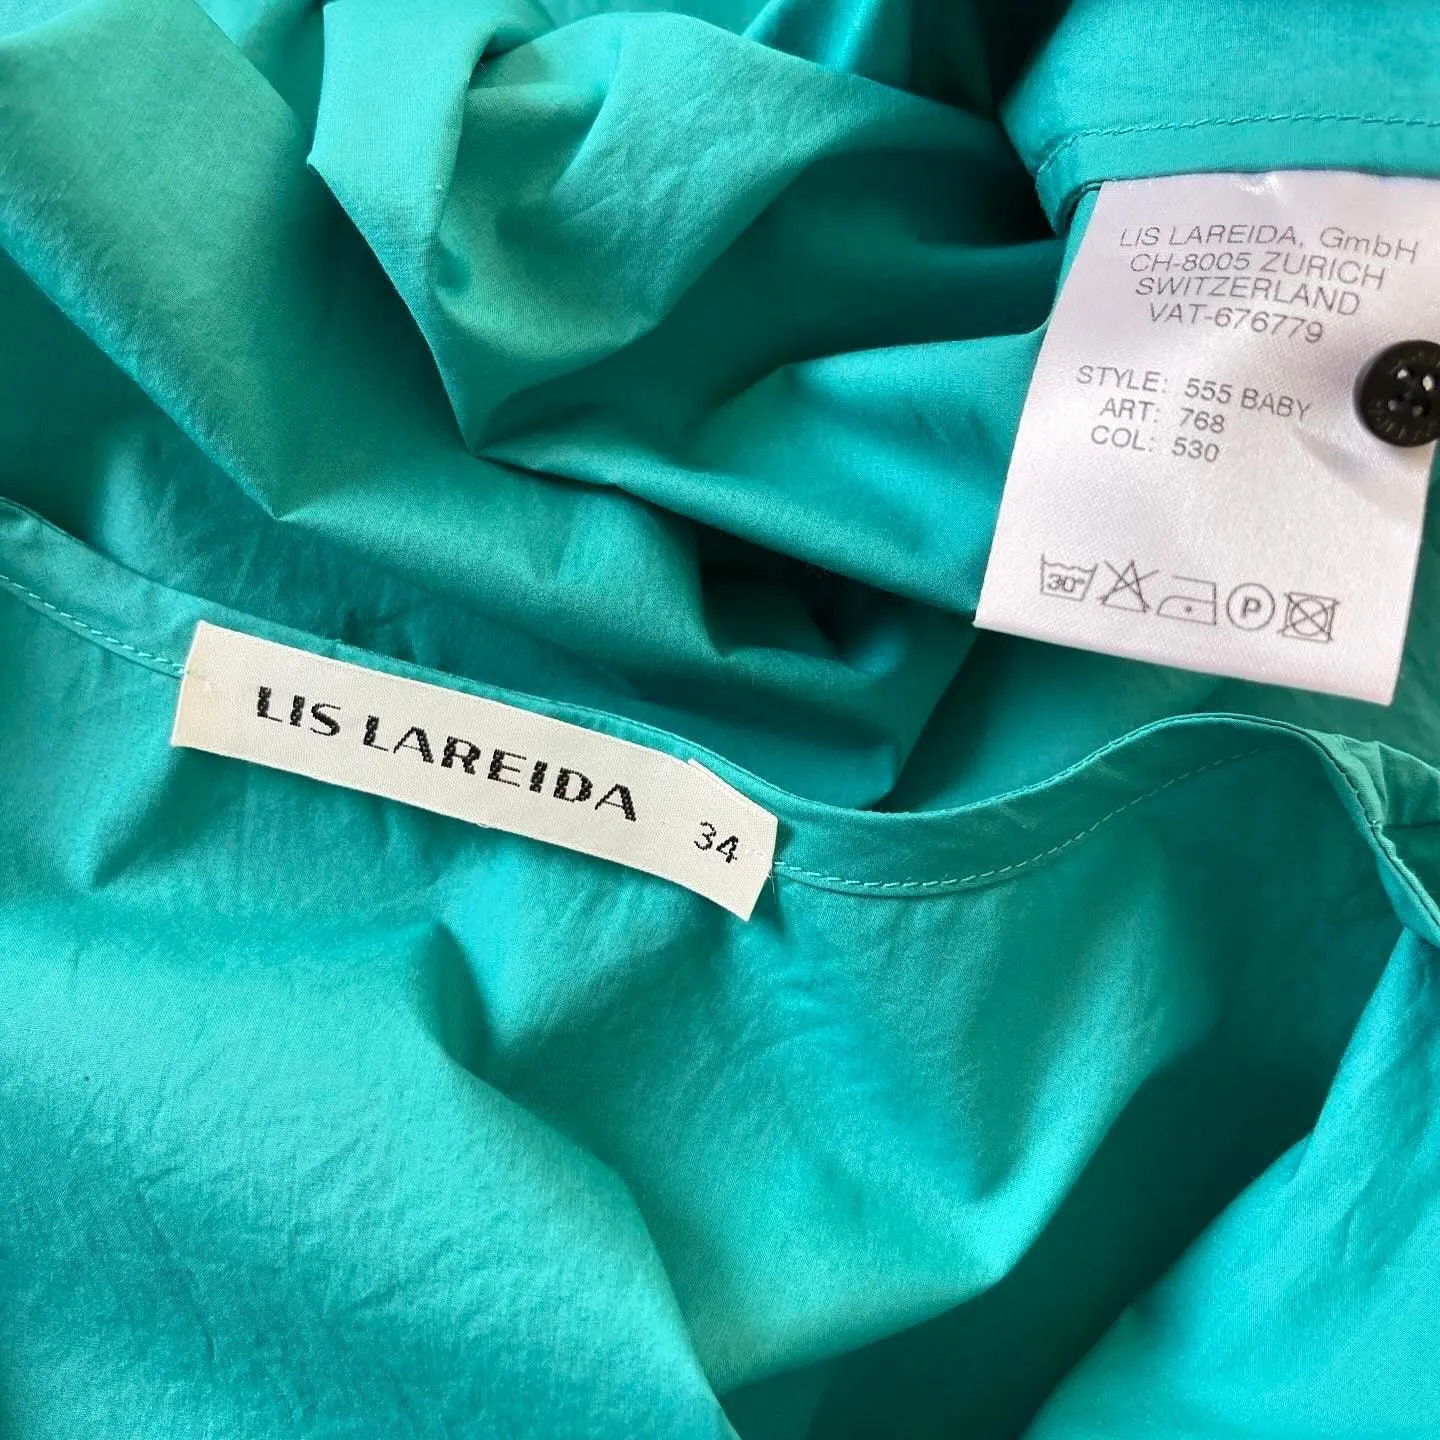 LIS LAREIDA, GmbH
CH-8005 ZURICH
SWITZERLAND
VAT-676779
STYLE: 555 BABY
ART: 768
COL: 530
30°
P
LIS LAREIDA 34